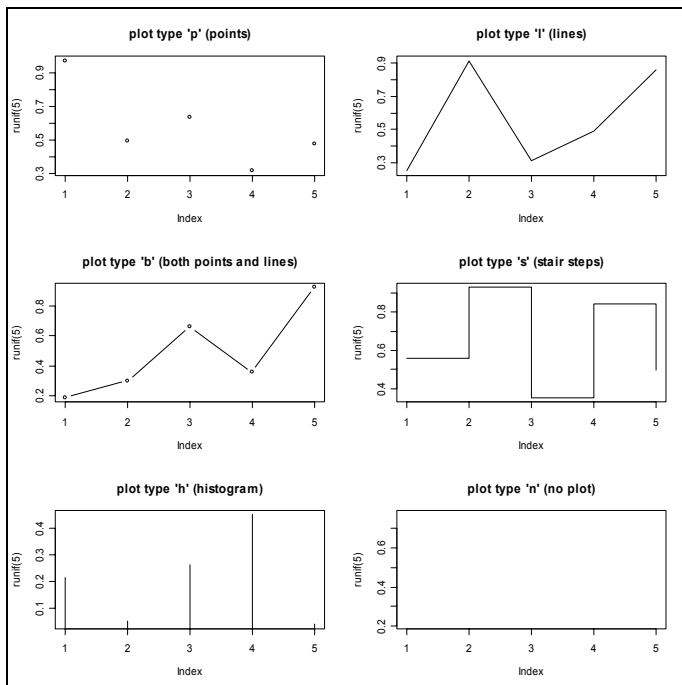 plot type 'p' (points)
runif(5)
0.3 0.5 0.7 0.9
1 2 3 4 5
Index
plot type 'l' (lines)
runif(5)
0.3 0.5 0.7 0.9
1 2 3 4 5
Index
plot type 'b' (both points and lines)
runif(5)
0.2 0.4 0.6 0.8
1 2 3 4 5
Index
plot type 's' (stair steps)
runif(5)
0.4 0.6 0.8
1 2 3 4 5
Index
plot type 'h' (histogram)
runif(5)
0.1 0.2 0.3 0.4
1 2 3 4 5
Index
plot type 'n' (no plot)
runif(5)
0.2 0.4 0.6
1 2 3 4 5
Index